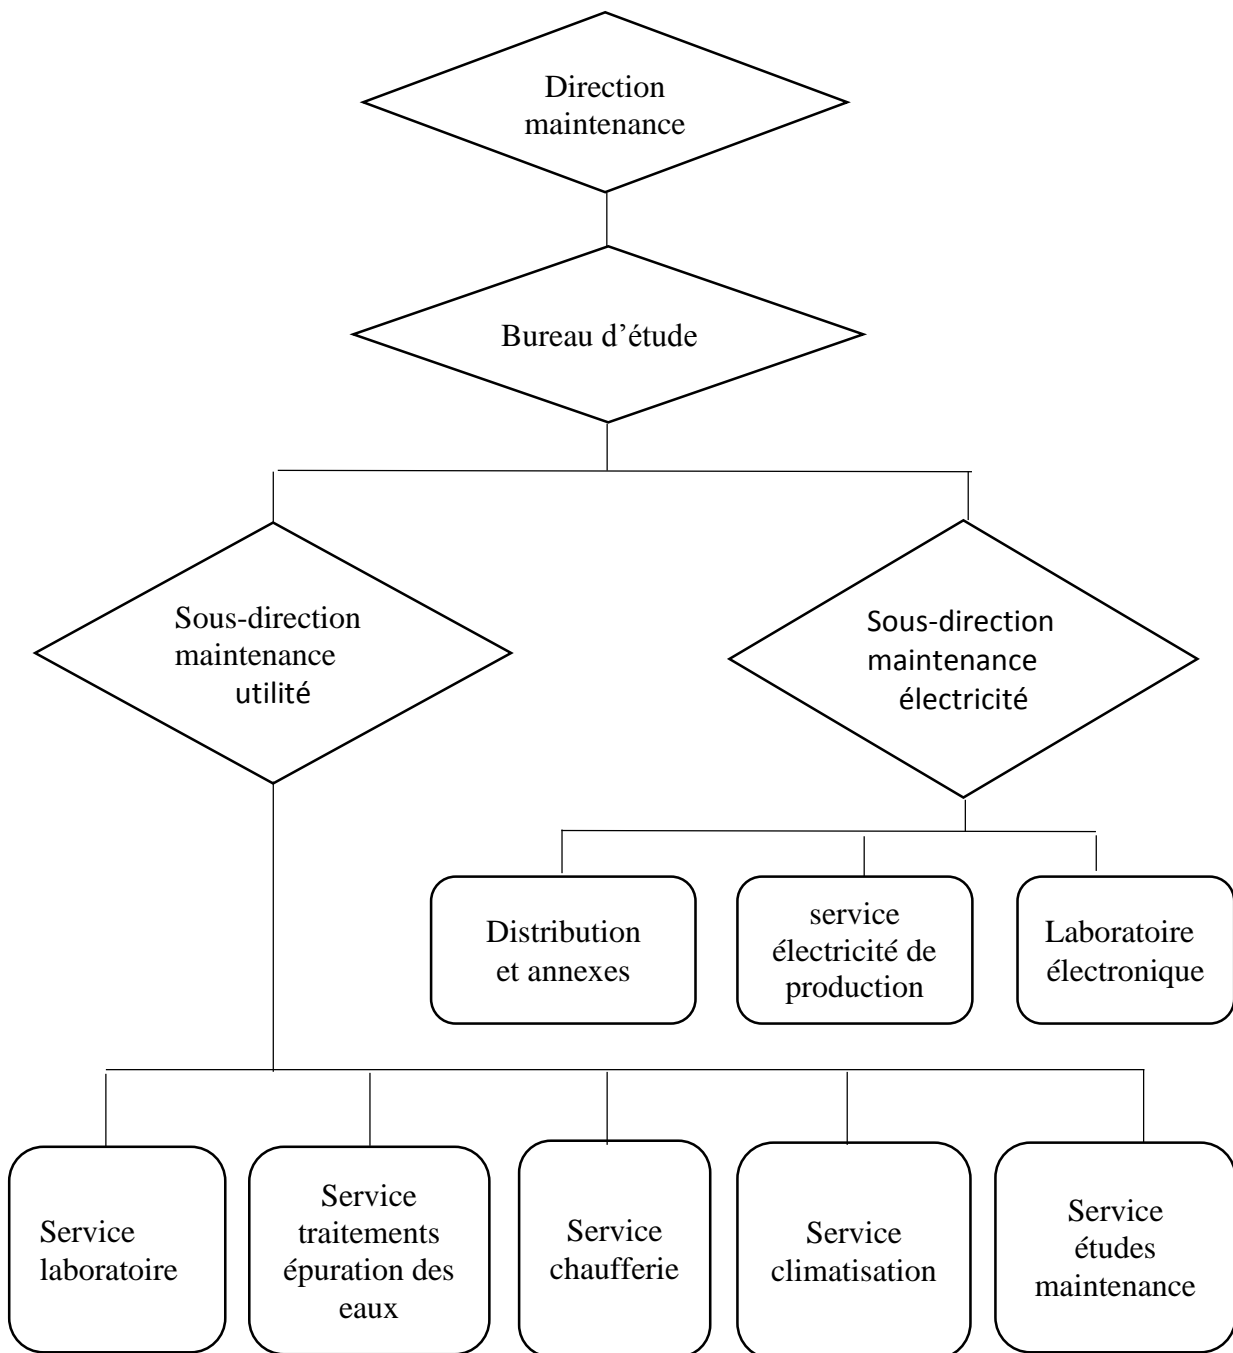 Direction
maintenance
Bureau d’étude
Sous-direction
maintenance
utilité
Sous-direction
maintenance
électricité
Distribution
et annexes
service
électricité de
production
Laboratoire
électronique
Service
laboratoire
Service
traitements
épuration des
eaux
Service
chaufferie
Service
climatisation
Service
études
maintenance